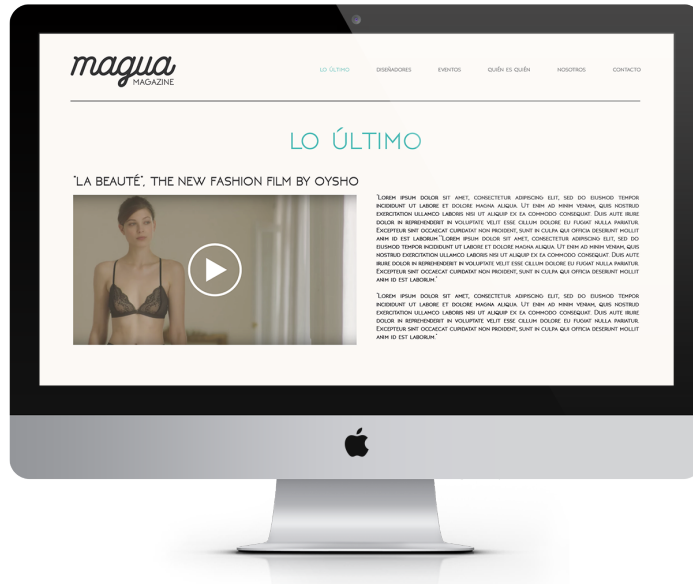 magua
MAGAZINE
LO ÚLTIMO DISEÑADORES EVENTOS QUIÉN ES QUIÉN NOSOTROS CONTACTO
LO ÚLTIMO
"LA BEAUTÉ", THE NEW FASHION FILM BY OYSHO
"LOREM IPSUM DOLOR SIT AMET, CONSECTETUR ADIPISCING ELIT, SED DO EIUSMOD TEMPOR
INCIDIDUNT UT LABORE ET DOLORE MAGNA ALIQUA. UT ENIM AD MINIM VENIAM, QUIS NOSTRUD
EXERCITATION ULLAMCO LABORIS NISI UT ALIQUIP EX EA COMMODO CONSEQUAT. DUIS AUTE IRURE
DOLOR IN REPREHENDERIT IN VOLUPTATE VELIT ESSE CILLUM DOLORE EU FUGIAT NULLA PARIATUR.
EXCEPTEUR SINT OCCAECAT CUPIDATAT NON PROIDENT, SUNT IN CULPA QUI OFFICIA DESERUNT MOLLIT
ANIM ID EST LABORUM."LOREM IPSUM DOLOR SIT AMET, CONSECTETUR ADIPISCING ELIT, SED DO
EIUSMOD TEMPOR INCIDIDUNT UT LABORE ET DOLORE MAGNA ALIQUA. UT ENIM AD MINIM VENIAM, QUIS
NOSTRUD EXERCITATION ULLAMCO LABORIS NISI UT ALIQUIP EX EA COMMODO CONSEQUAT. DUIS AUTE
IRURE DOLOR IN REPREHENDERIT IN VOLUPTATE VELIT ESSE CILLUM DOLORE EU FUGIAT NULLA PARIATUR.
EXCEPTEUR SINT OCCAECAT CUPIDATAT NON PROIDENT, SUNT IN CULPA QUI OFFICIA DESERUNT MOLLIT
ANIM ID EST LABORUM."
"LOREM IPSUM DOLOR SIT AMET, CONSECTETUR ADIPISCING ELIT, SED DO EIUSMOD TEMPOR
INCIDIDUNT UT LABORE ET DOLORE MAGNA ALIQUA. UT ENIM AD MINIM VENIAM, QUIS NOSTRUD
EXERCITATION ULLAMCO LABORIS NISI UT ALIQUIP EX EA COMMODO CONSEQUAT. DUIS AUTE IRURE
DOLOR IN REPREHENDERIT IN VOLUPTATE VELIT ESSE CILLUM DOLORE EU FUGIAT NULLA PARIATUR.
EXCEPTEUR SINT OCCAECAT CUPIDATAT NON PROIDENT, SUNT IN CULPA QUI OFFICIA DESERUNT MOLLIT
ANIM ID EST LABORUM."